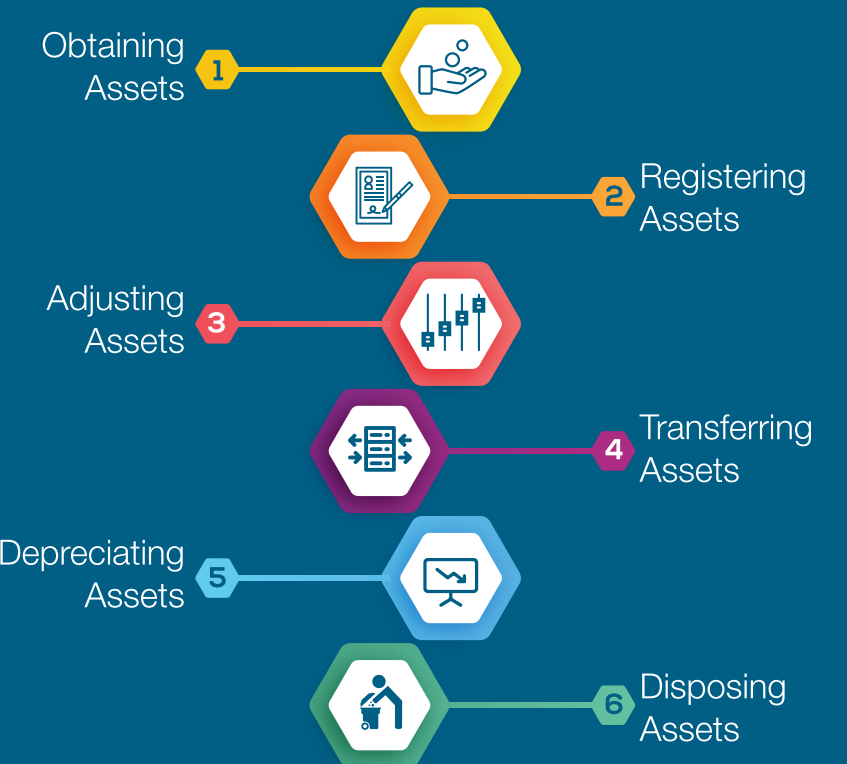 Obtaining
Assets
1
2
Registering
Assets
Adjusting
Assets
3
4
Transferring
Assets
Depreciating
Assets
5
6
Disposing
Assets